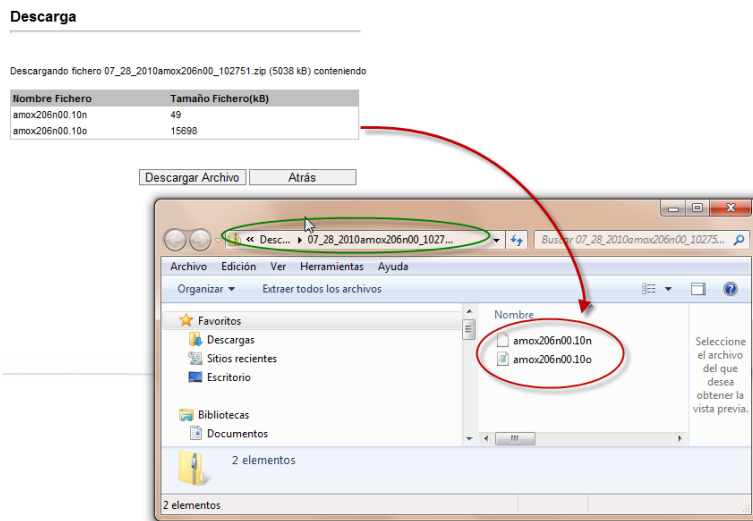 Descarga
Descargando fichero 07_28_2010amox206n00_102751.zip (5038 kB) conteniendo
Nombre Fichero Tamaño Fichero(kB)
amox206n00.10n 49
amox206n00.10o 15698
Descargar Archivo Atrás
« Desc... 07_28_2010amox206n00_1027... Buscar 07_28_2010amox206n00_10275...
Archivo Edición Ver Herramientas Ayuda
Organizar Extraer todos los archivos
Favoritos
Descargas
Sitios recientes
Escritorio
Bibliotecas
Documentos
Nombre
amox206n00.10n
amox206n00.10o
Seleccione
el archivo
del que
desea
obtener la
vista previa.
2 elementos
2 elementos